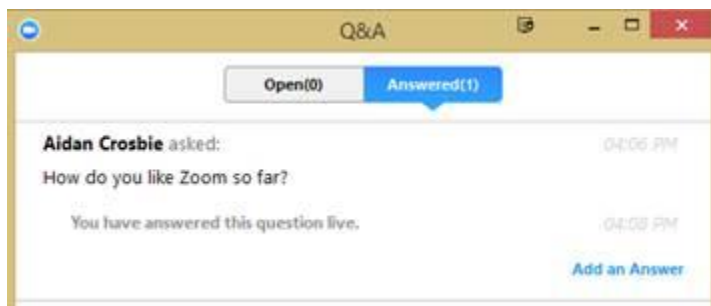 Q&A
Open(0) Answered(1)
Aidan Crosbie asked: 04:06 PM
How do you like Zoom so far?
You have answered this question live. 04:08 PM
Add an Answer